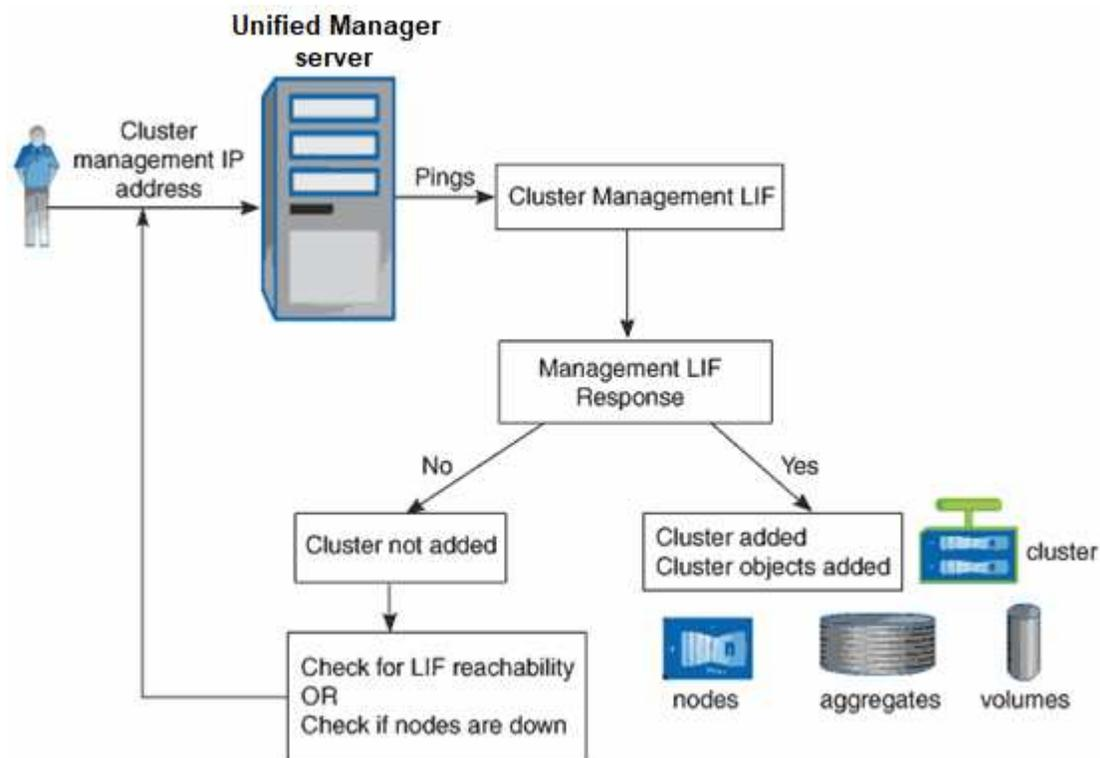 Unified Manager
server
Cluster
management IP
address
Pings
Cluster Management LIF
Management LIF
Response
No
Yes
Cluster not added
Cluster added
Cluster objects added
cluster
Check for LIF reachability
OR
Check if nodes are down
nodes
aggregates
volumes